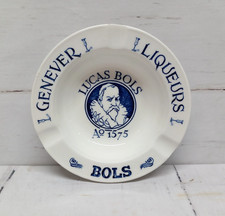 GENEVER
LIQUEURS
LUCAS BOLS
Aº 1575
BOLS